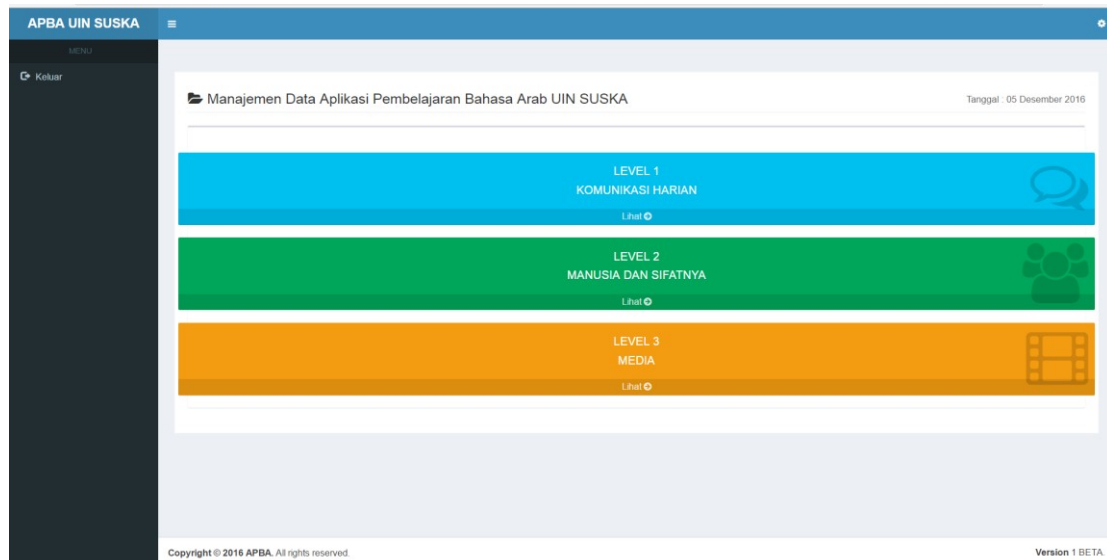 APBA UIN SUSKA
MENU
Keluar
Manajemen Data Aplikasi Pembelajaran Bahasa Arab UIN SUSKA
Tanggal : 05 Desember 2016
LEVEL 1
KOMUNIKASI HARIAN
Lihat
LEVEL 2
MANUSIA DAN SIFATNYA
Lihat
LEVEL 3
MEDIA
Lihat
Copyright © 2016 APBA. All rights reserved.
Version 1 BETA